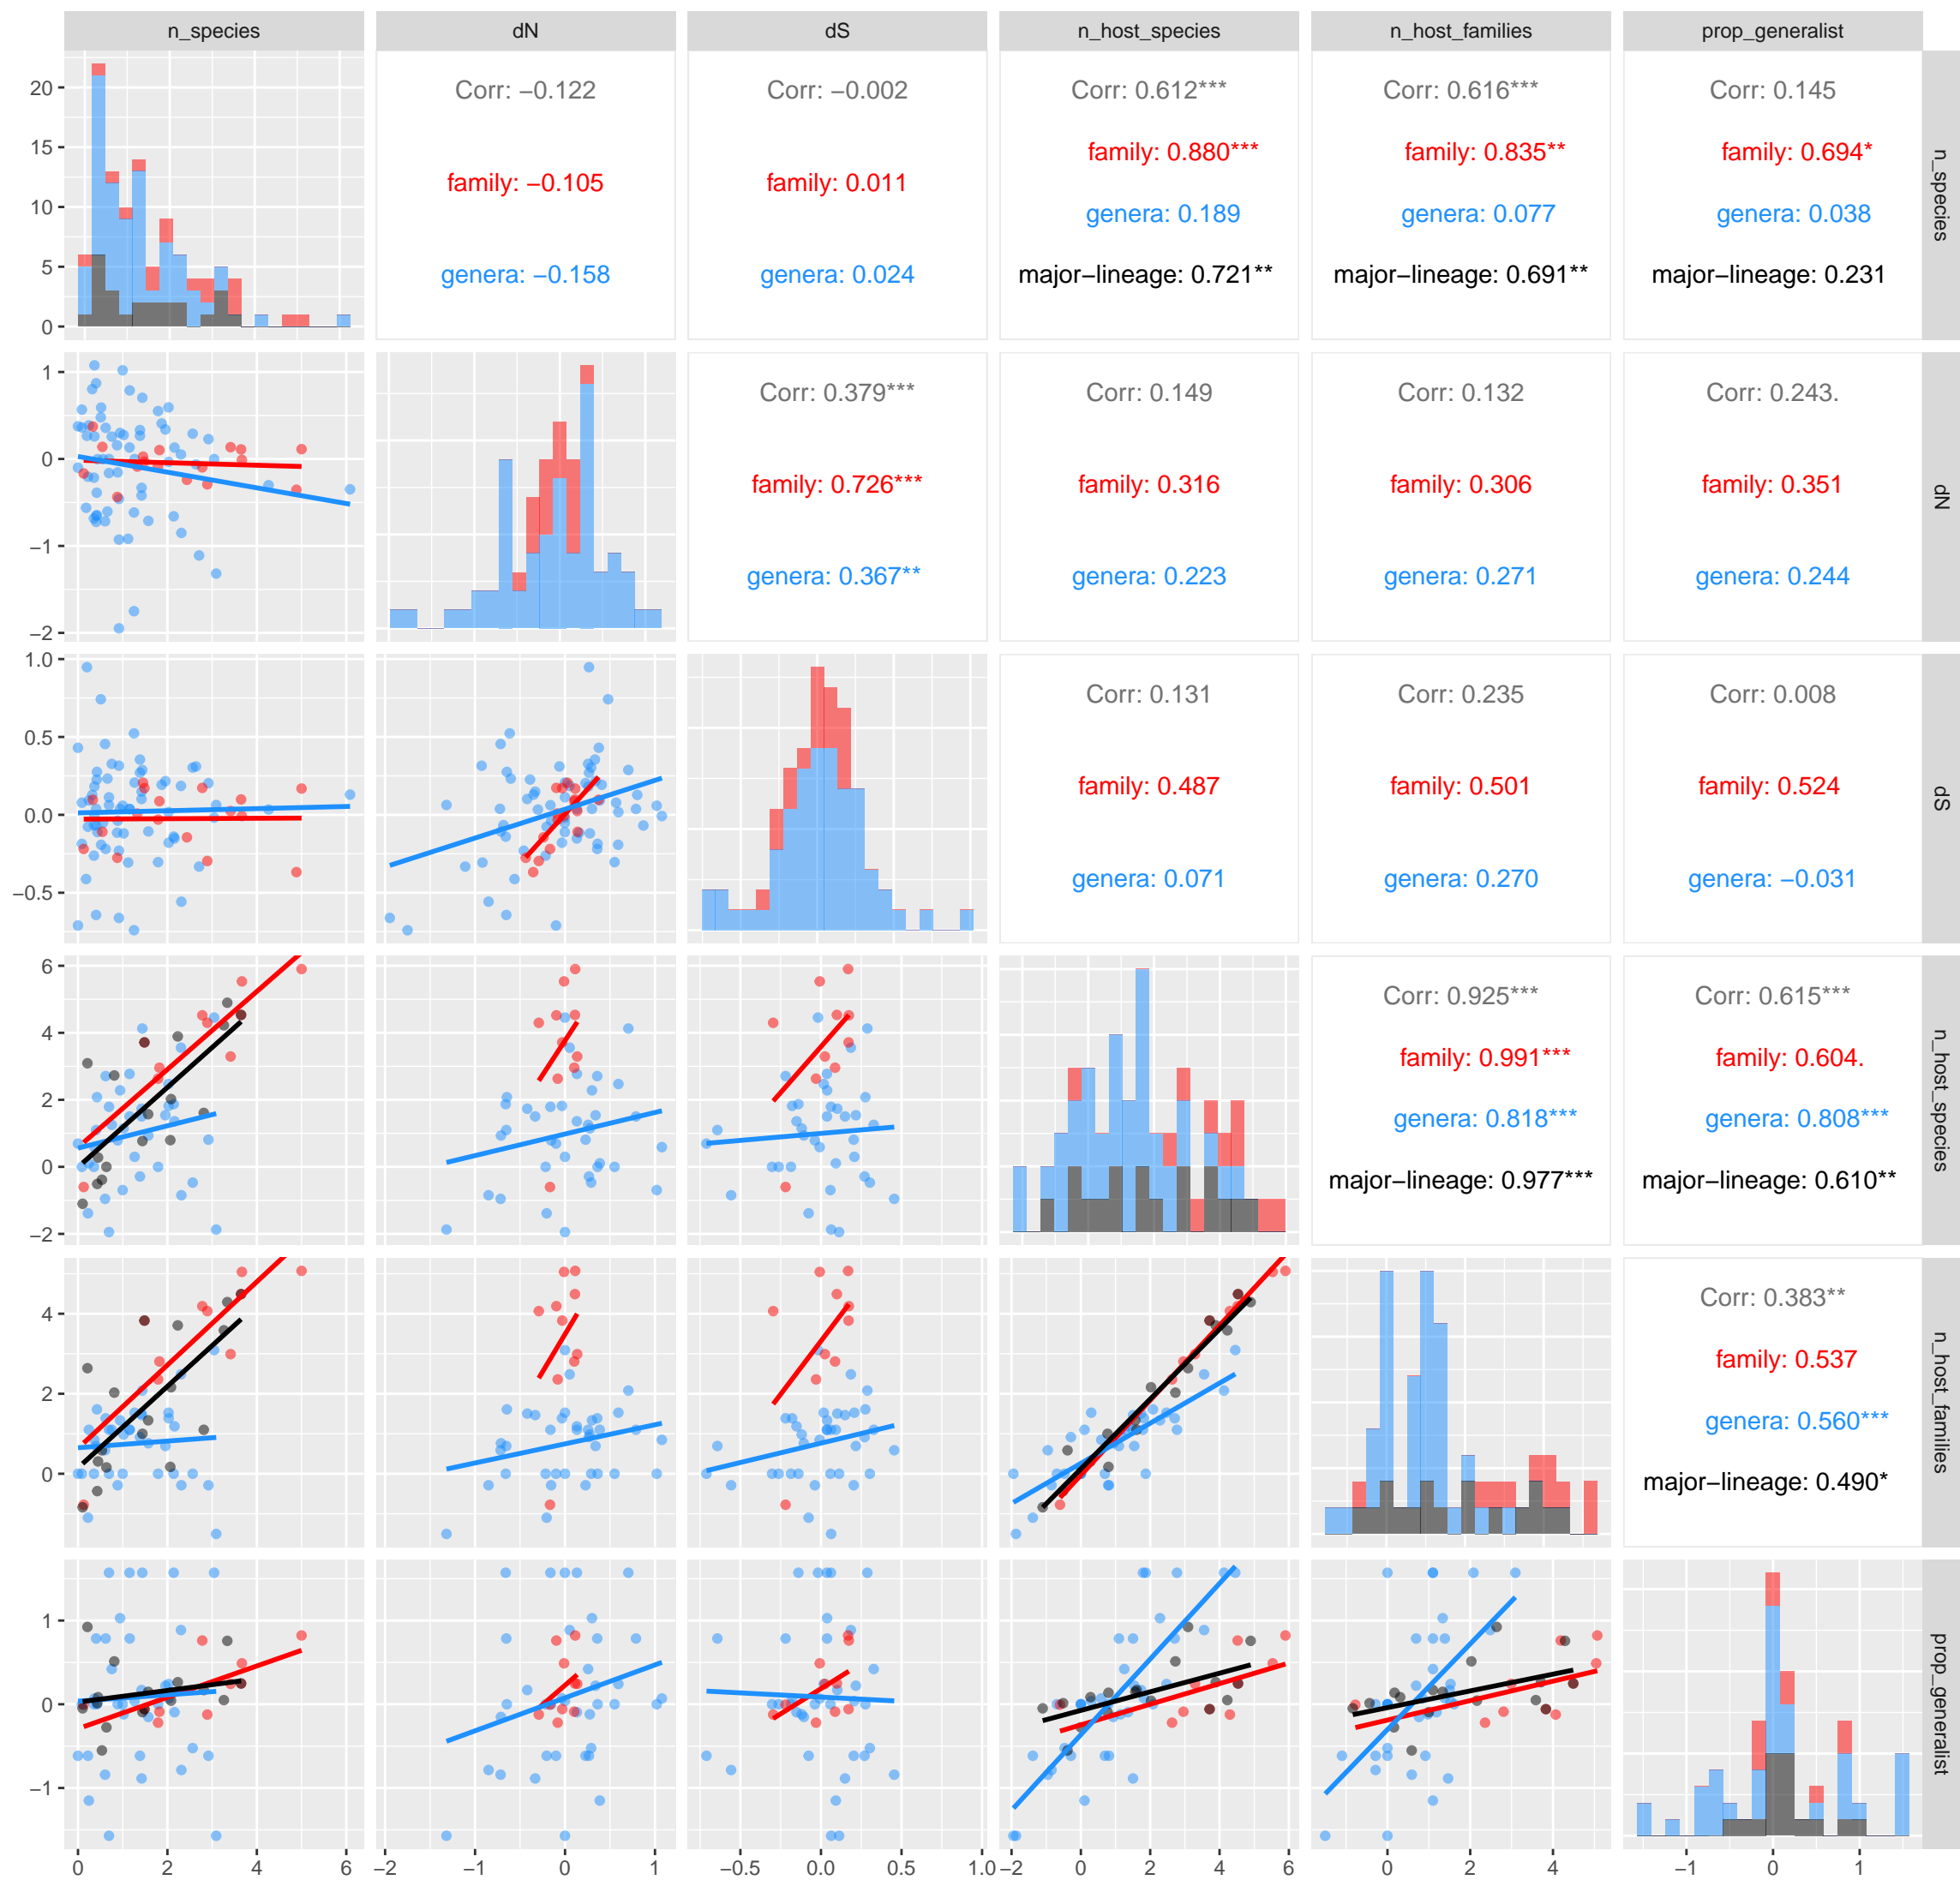 n_species dN dS n_host_species n_host_families prop_generalist
20
15
10
5
0
Corr: −0.122
family: −0.105
genera: −0.158
Corr: −0.002
family: 0.011
genera: 0.024
Corr: 0.612***
family: 0.880***
genera: 0.189
major−lineage: 0.721**
Corr: 0.616***
family: 0.835**
genera: 0.077
major−lineage: 0.691**
Corr: 0.145
family: 0.694*
genera: 0.038
major−lineage: 0.231
n_species
1
0
−1
−2
Corr: 0.379***
family: 0.726***
genera: 0.367**
Corr: 0.149
family: 0.316
genera: 0.223
Corr: 0.132
family: 0.306
genera: 0.271
Corr: 0.243.
family: 0.351
genera: 0.244
dN
1.0
0.5
0.0
−0.5
Corr: 0.131
family: 0.487
genera: 0.071
Corr: 0.235
family: 0.501
genera: 0.270
Corr: 0.008
family: 0.524
genera: −0.031
dS
6
4
2
0
−2
Corr: 0.925***
family: 0.991***
genera: 0.818***
major−lineage: 0.977***
Corr: 0.615***
family: 0.604.
genera: 0.808***
major−lineage: 0.610**
n_host_species
4
2
0
Corr: 0.383**
family: 0.537
genera: 0.560***
major−lineage: 0.490*
n_host_families
1
0
−1
prop_generalist
0 2 4 6 −2 −1 0 1 −0.5 0.0 0.5 1.0 −2 0 2 4 6 0 2 4 −1 0 1